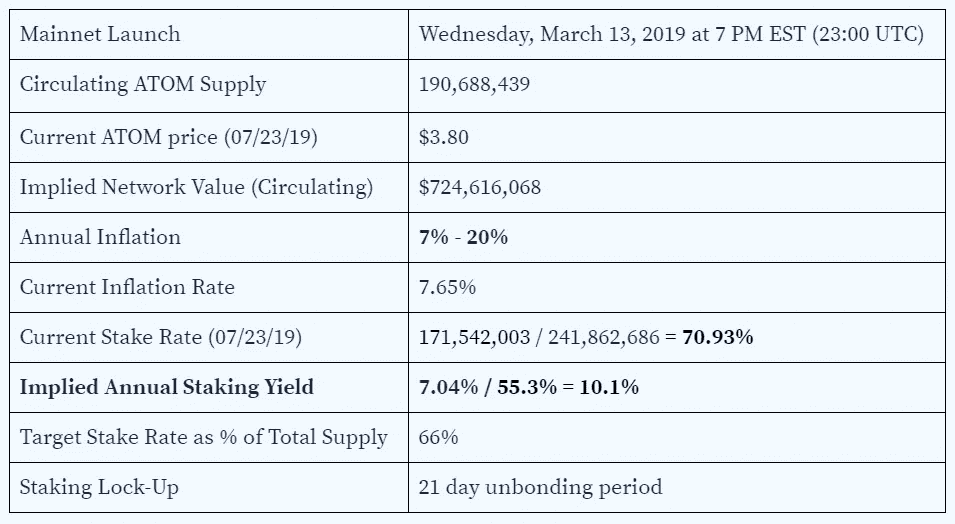 Mainnet Launch Wednesday, March 13, 2019 at 7 PM EST (23:00 UTC)
Circulating ATOM Supply 190,688,439
Current ATOM price (07/23/19) $3.80
Implied Network Value (Circulating) $724,616,068
Annual Inflation 7% - 20%
Current Inflation Rate 7.65%
Current Stake Rate (07/23/19) 171,542,003 / 241,862,686 = 70.93%
Implied Annual Staking Yield 7.04% / 55.3% = 10.1%
Target Stake Rate as % of Total Supply 66%
Staking Lock-Up 21 day unbonding period